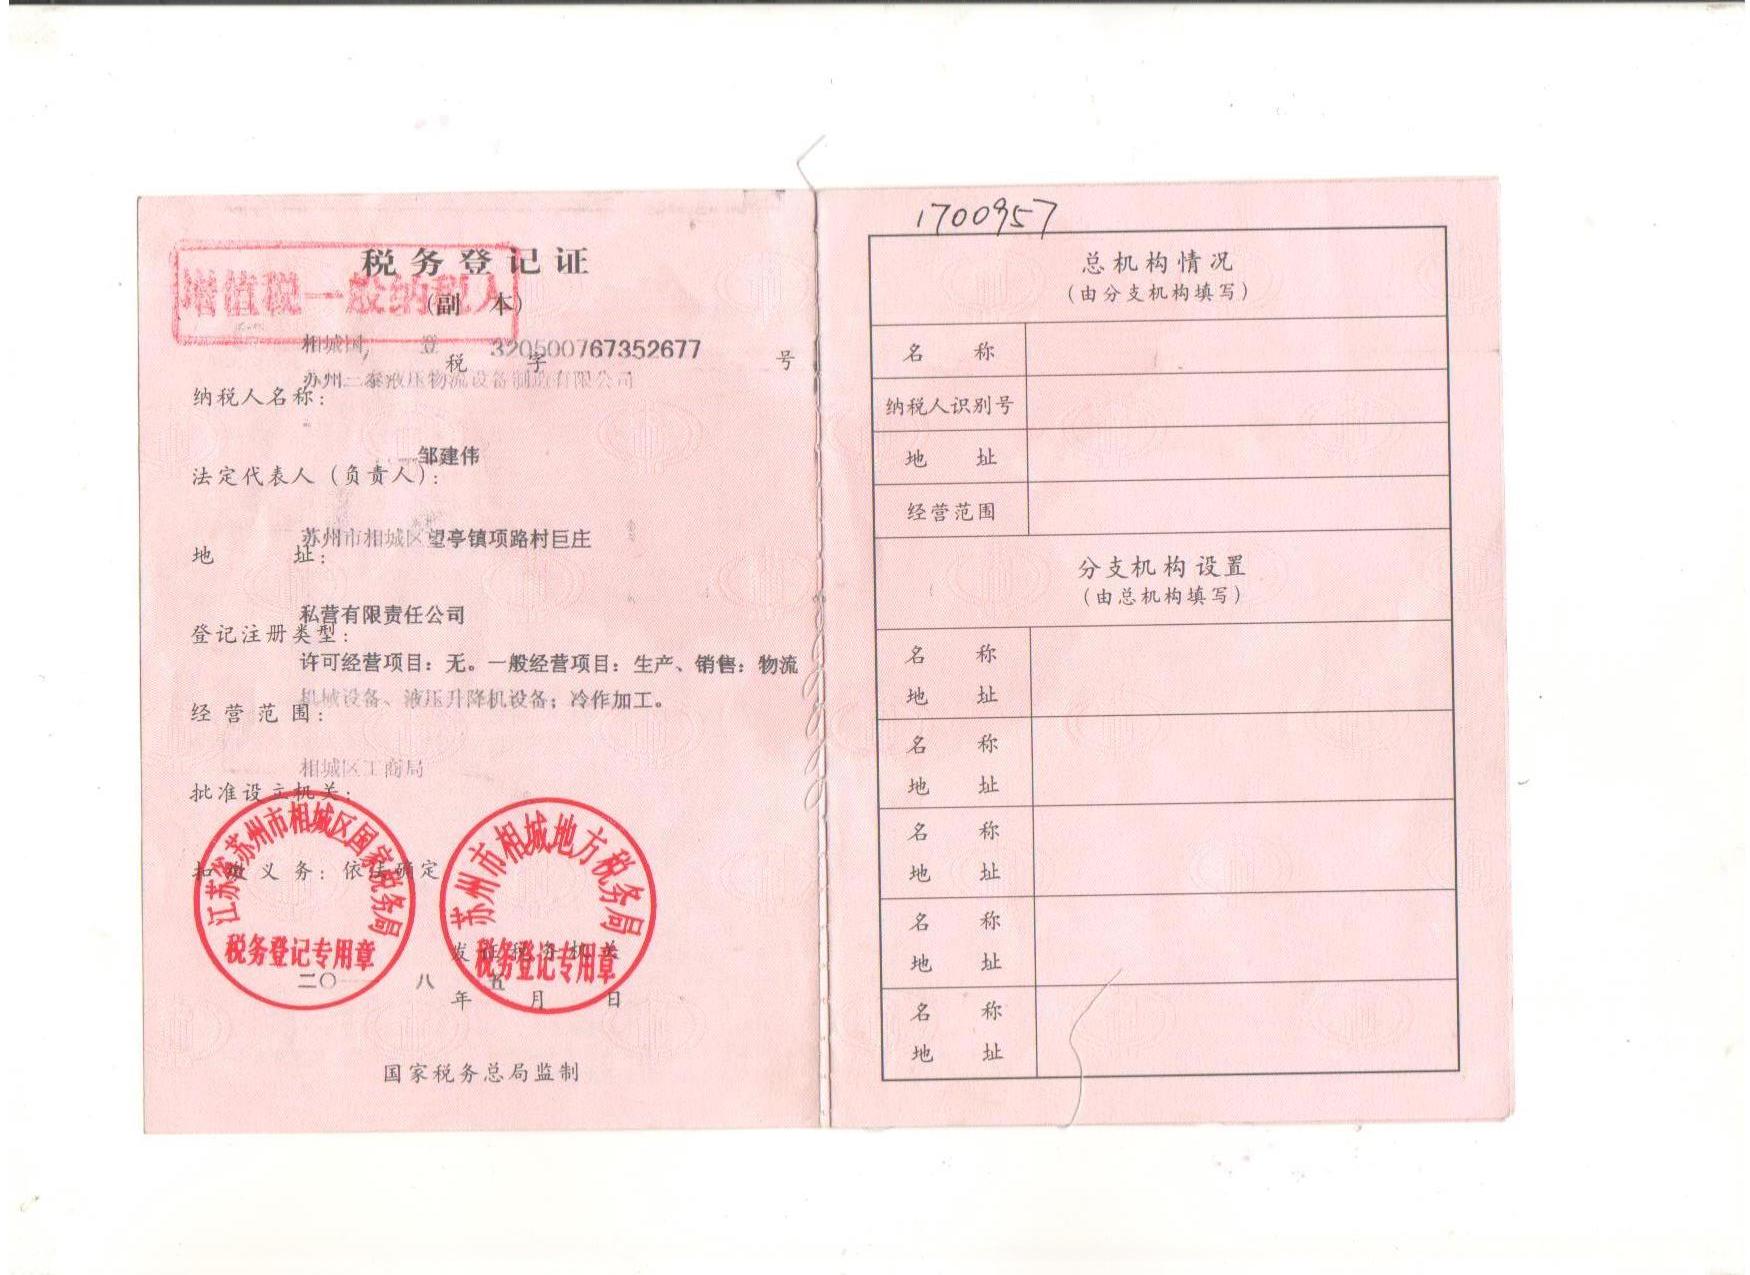 税务登记证
(副 本)
增值税一般纳税人
相城国 登
税 字 320500767352677 号
苏州二泰液压物流设备制造有限公司
纳税人名称:
邹建伟
法定代表人(负责人):
苏州市相城区望亭镇项路村巨庄
地 址:
私营有限责任公司
登记注册类型:
许可经营项目:无。一般经营项目:生产、销售:物流
机械设备、液压升降机设备;冷作加工。
经营范围:
相城区工商局
批准设立机关:
扣缴义务:依法确定
江苏省苏州市相城区国家税务局
税务登记专用章
苏州市相城地方税务局
税务登记专用章
发证税务机关
二〇一 八 五
年 月 日
国家税务总局监制
1700957
总机构情况
(由分支机构填写)
名 称
纳税人识别号
地 址
经营范围
分支机构设置
(由总机构填写)
名 称
地 址
名 称
地 址
名 称
地 址
名 称
地 址
名 称
地 址